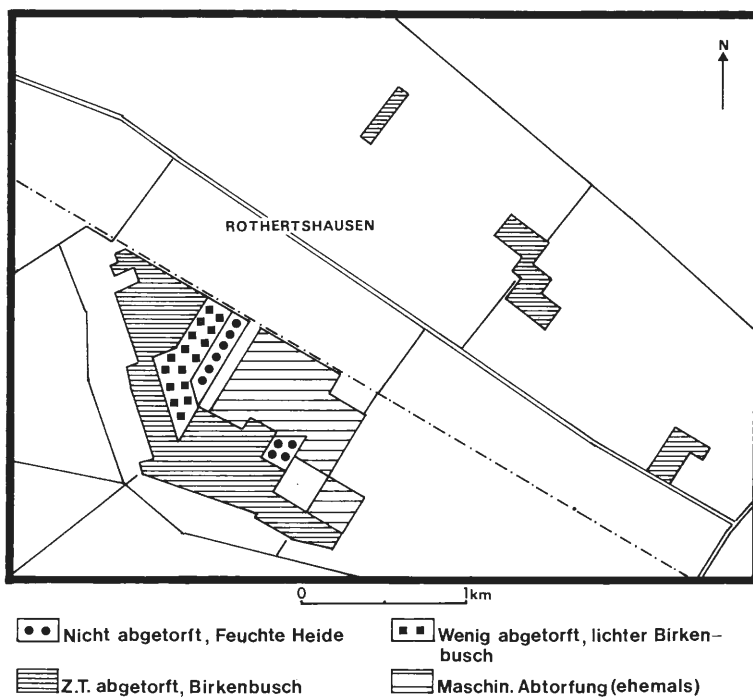 N
ROTHERTSHAUSEN
0 1km
Nicht abgetorft, Feuchte Heide
Wenig abgetorft, lichter Birken-
busch
Z.T. abgetorft, Birkenbusch
Maschin. Abtorfung (ehemals)